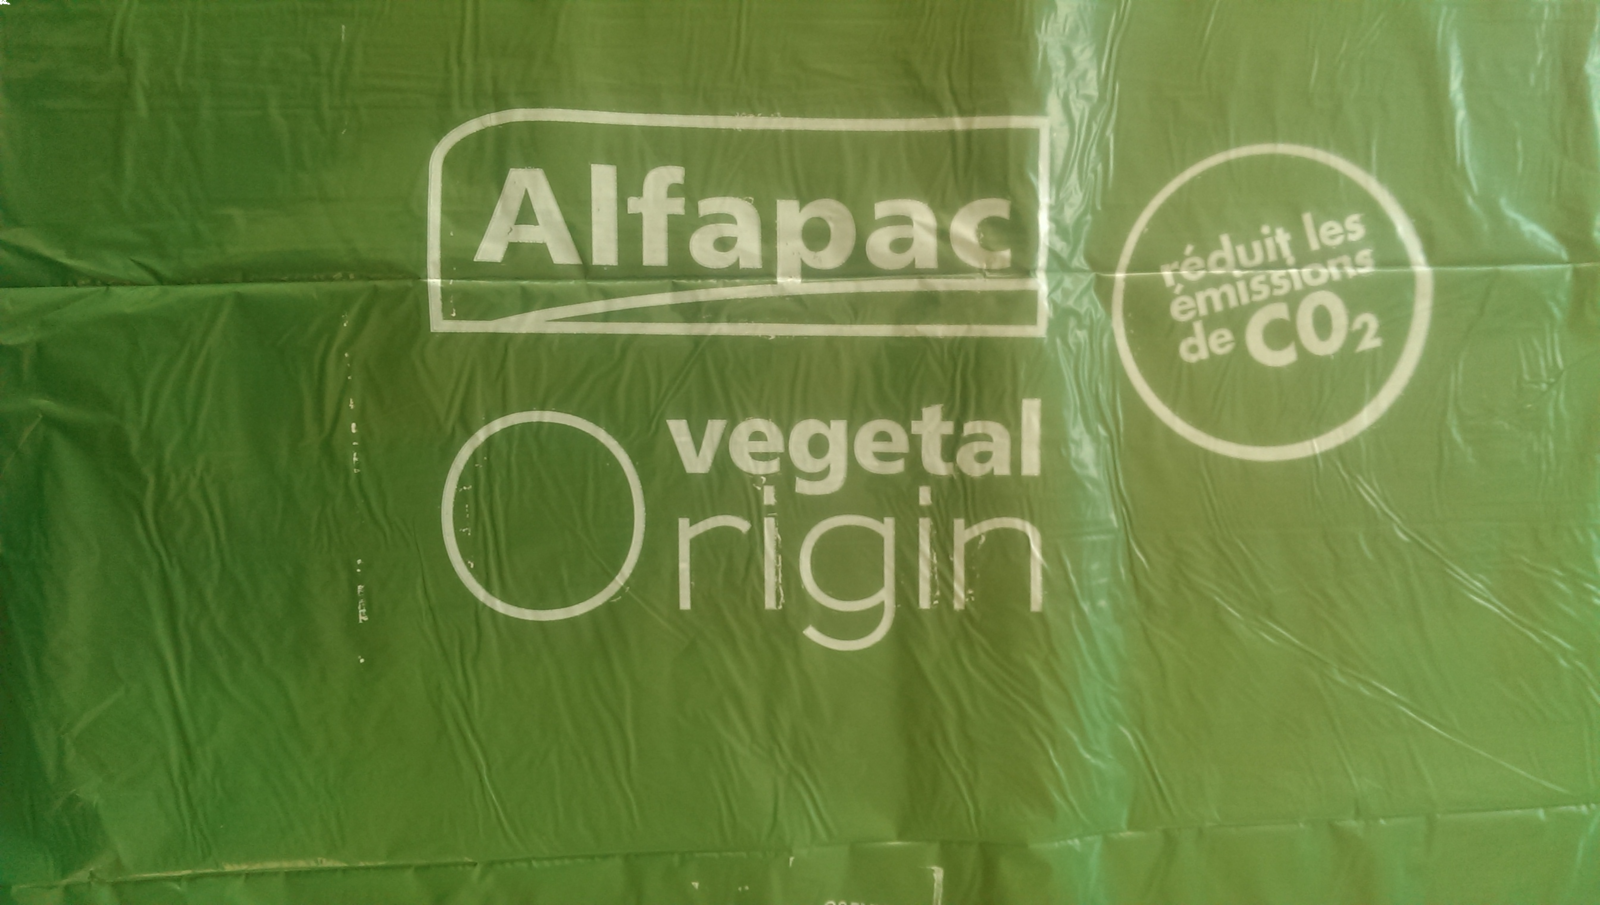 Alfapac
réduit les
émissions
de CO₂
vegetal
Origin